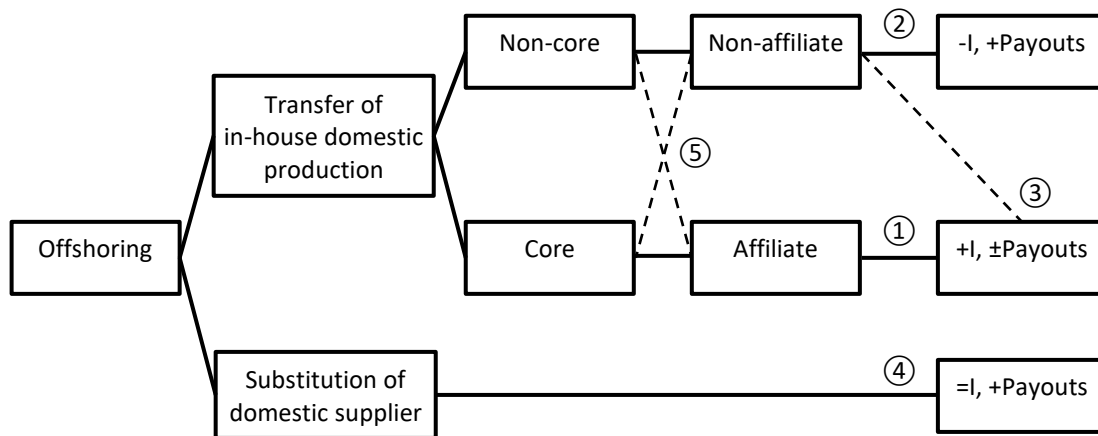 ②
Non-core
Non-affiliate
-I, +Payouts
Transfer of
in-house domestic
production
⑤
③
①
Offshoring
Core
Affiliate
+I, ±Payouts
④
Substitution of
domestic supplier
=I, +Payouts